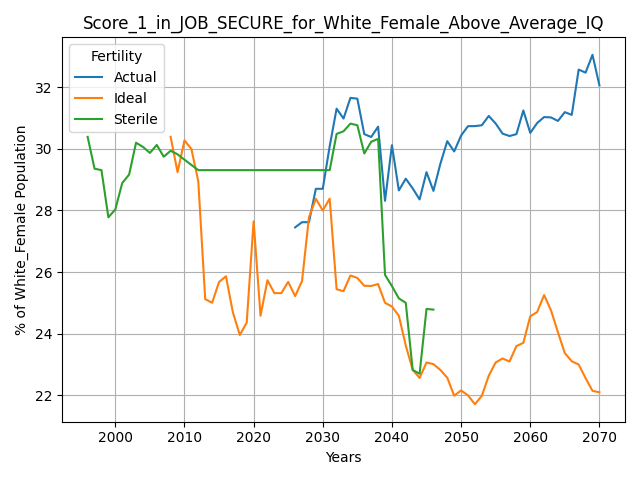 Score_1_in_JOB_SECURE_for_White_Female_Above_Average_IQ
% of White_Female Population
32
30
28
26
24
22
Fertility
Actual
Ideal
Sterile
2000 2010 2020 2030 2040 2050 2060 2070
Years